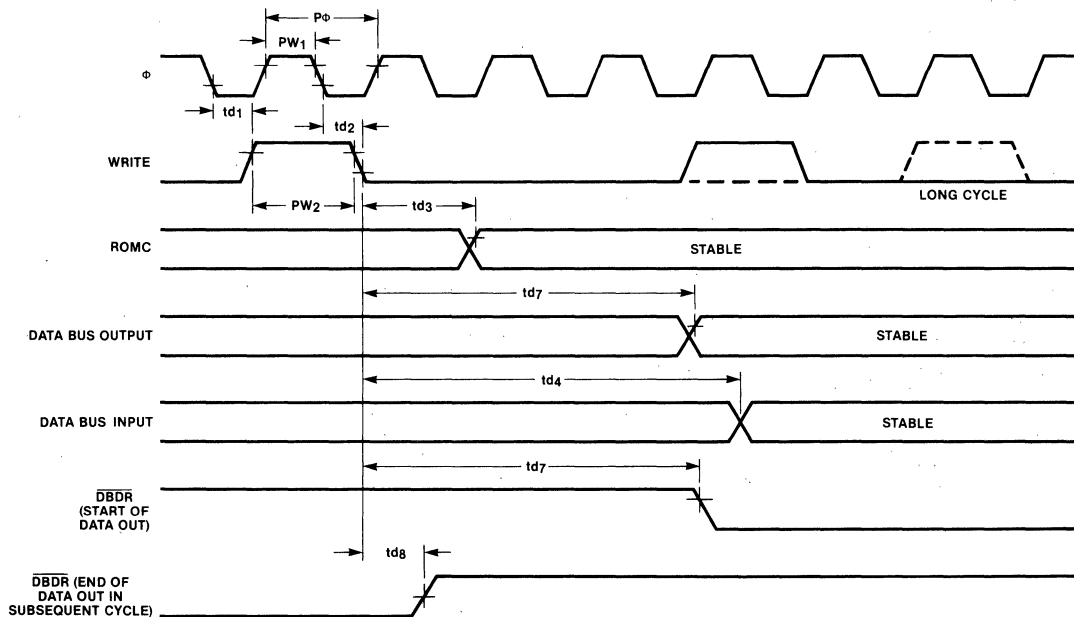 PΦ
PW1
Φ
td1
td2
WRITE
LONG CYCLE
PW2
td3
ROMC
STABLE
td7
DATA BUS OUTPUT
STABLE
td4
DATA BUS INPUT
STABLE
td7
DBDR
(START OF
DATA OUT)
td8
DBDR (END OF
DATA OUT IN
SUBSEQUENT CYCLE)